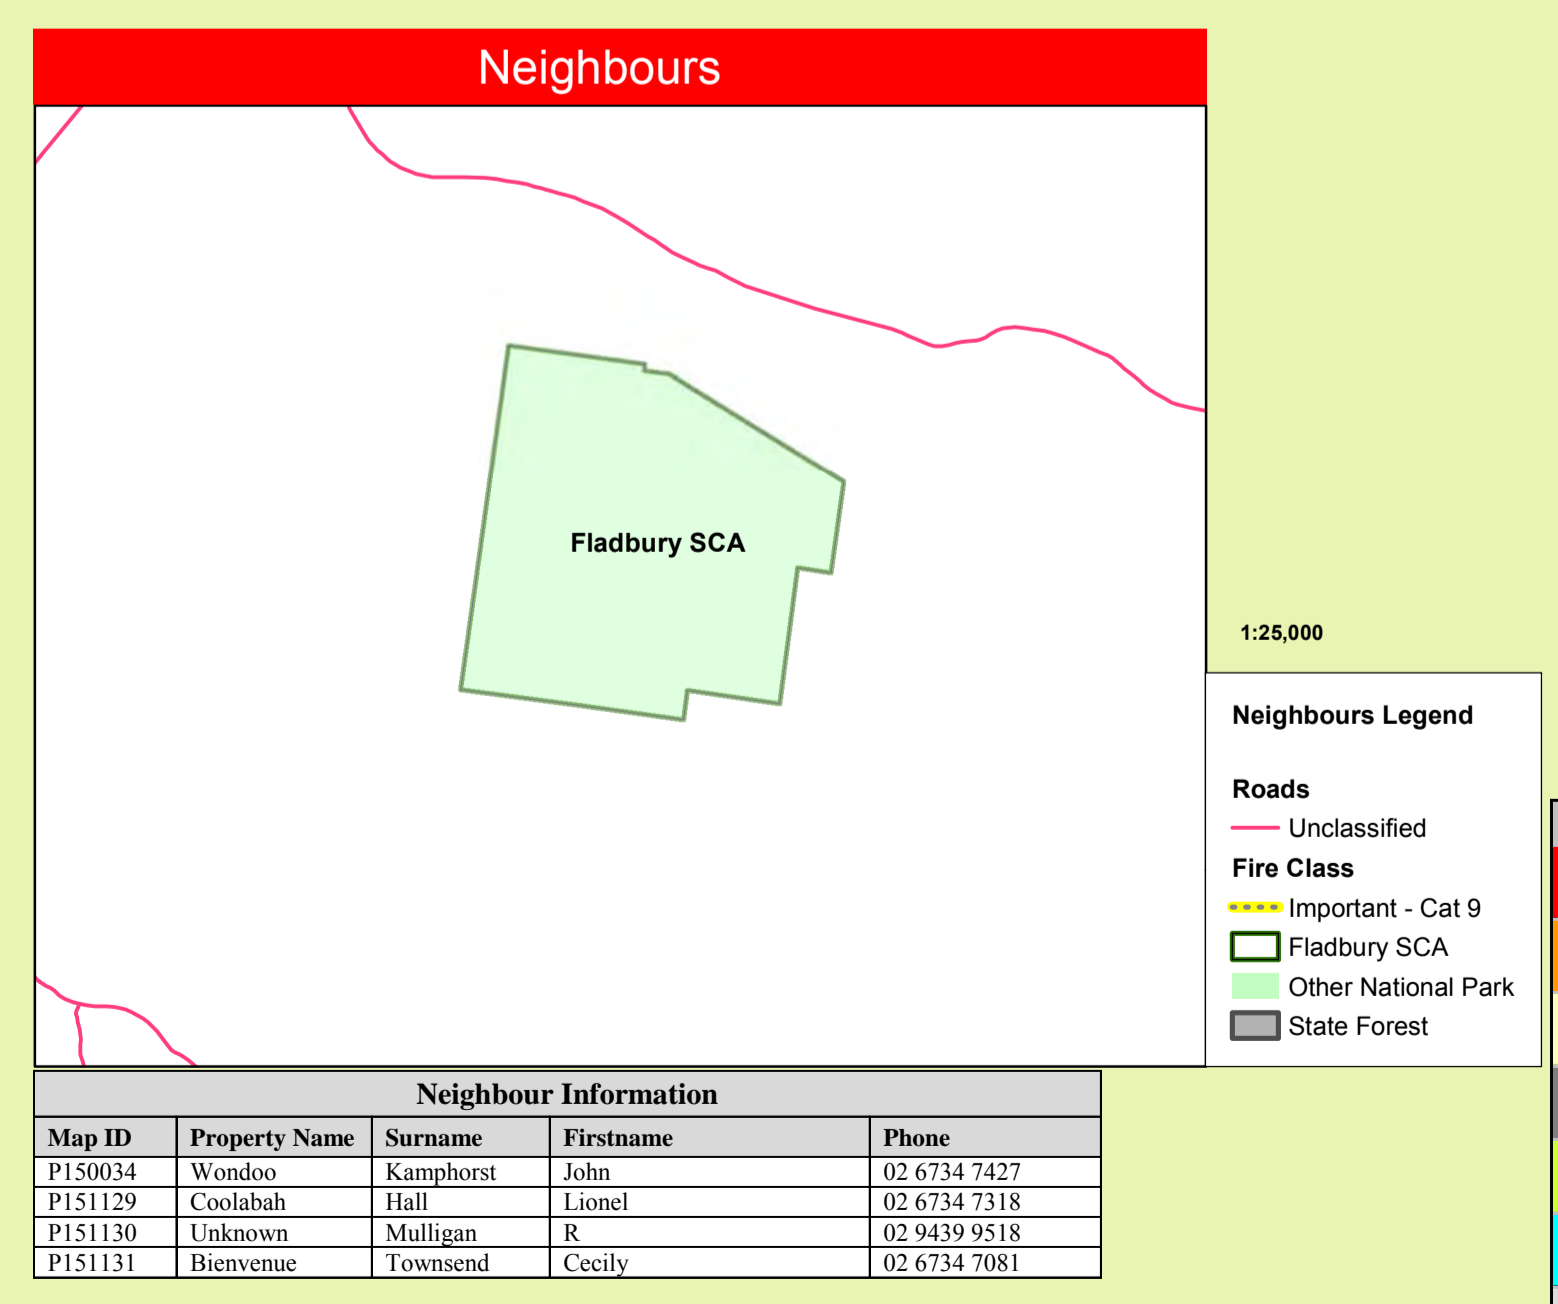 Neighbours
Fladbury SCA
1:25,000
Neighbours Legend
Roads
Unclassified
Fire Class
Important - Cat 9
Fladbury SCA
Other National Park
State Forest
Neighbour Information
Map ID Property Name Surname Firstname Phone
P150034 Wondoo Kamphorst John 02 6734 7427
P151129 Coolabah Hall Lionel 02 6734 7318
P151130 Unknown Mulligan R 02 9439 9518
P151131 Bienvenue Townsend Cecily 02 6734 7081